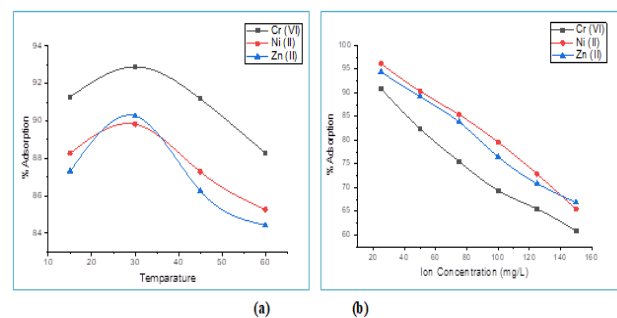 Cr (VI)
Ni (II)
Zn (II)
94
92
90
88
86
84
% Adsorption
10 20 30 40 50 60
Temparature
(a)
Cr (VI)
Ni (II)
Zn (II)
100
95
90
85
80
75
70
65
60
% Adsorption
20 40 60 80 100 120 140 160
Ion Concentration (mg/L)
(b)